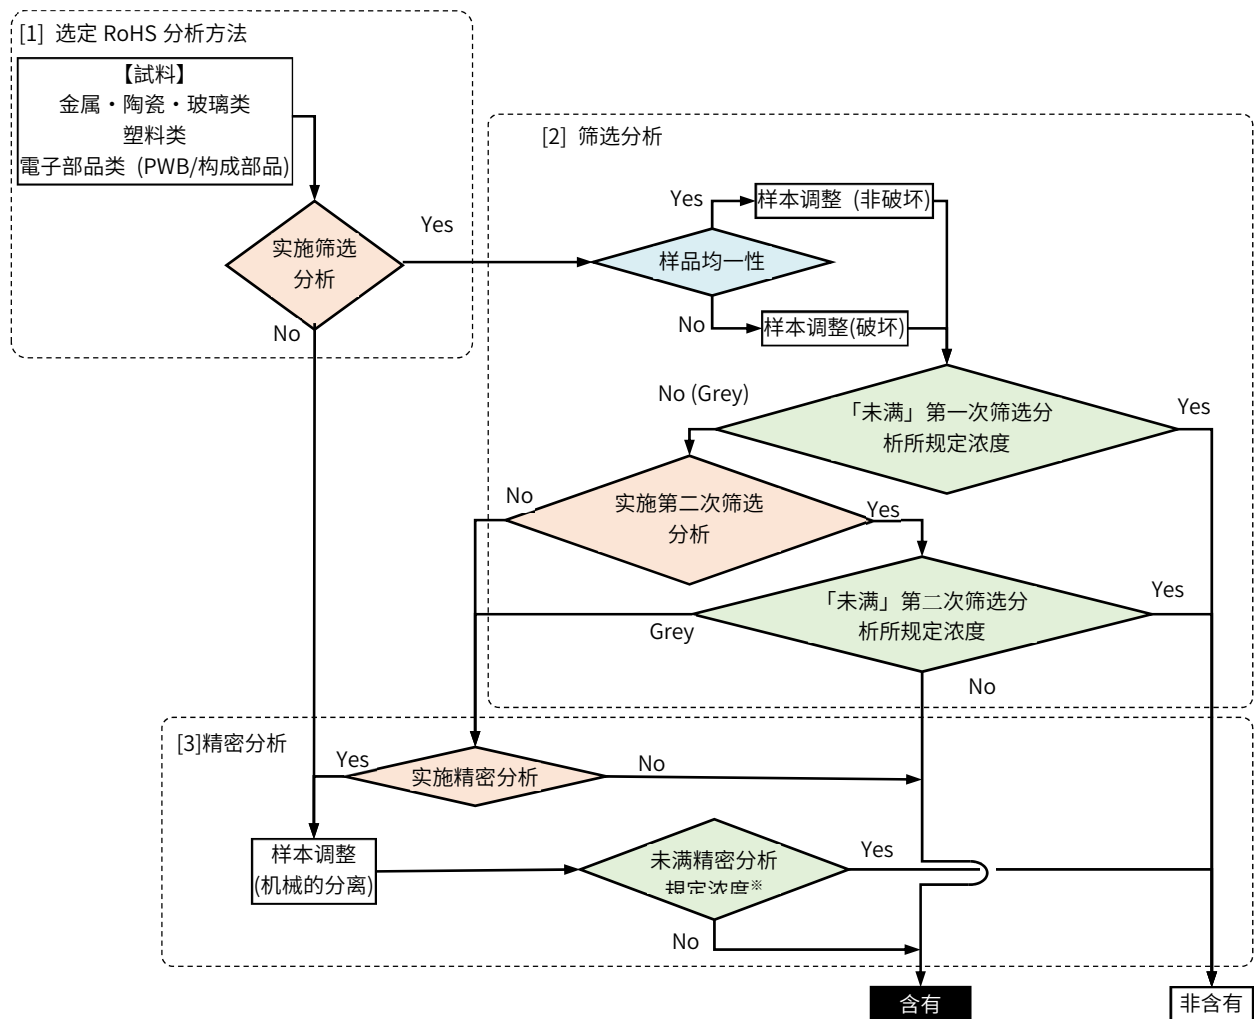 [1] 选定 RoHS 分析方法
【試料】
金属・陶瓷・玻璃类
塑料类
電子部品类 (PWB/构成部品)
实施筛选
分析
Yes
No
[2] 筛选分析
Yes
样本调整 (非破坏)
样品均一性
No
样本调整(破坏)
No (Grey)
「未满」第一次筛选分
析所规定浓度
Yes
No
实施第二次筛选
分析
Yes
「未满」第二次筛选分
析所规定浓度
Yes
Grey
No
[3]精密分析
Yes
实施精密分析
No
样本调整
(机械的分离)
未满精密分析
規定浓度※
Yes
No
含有
非含有